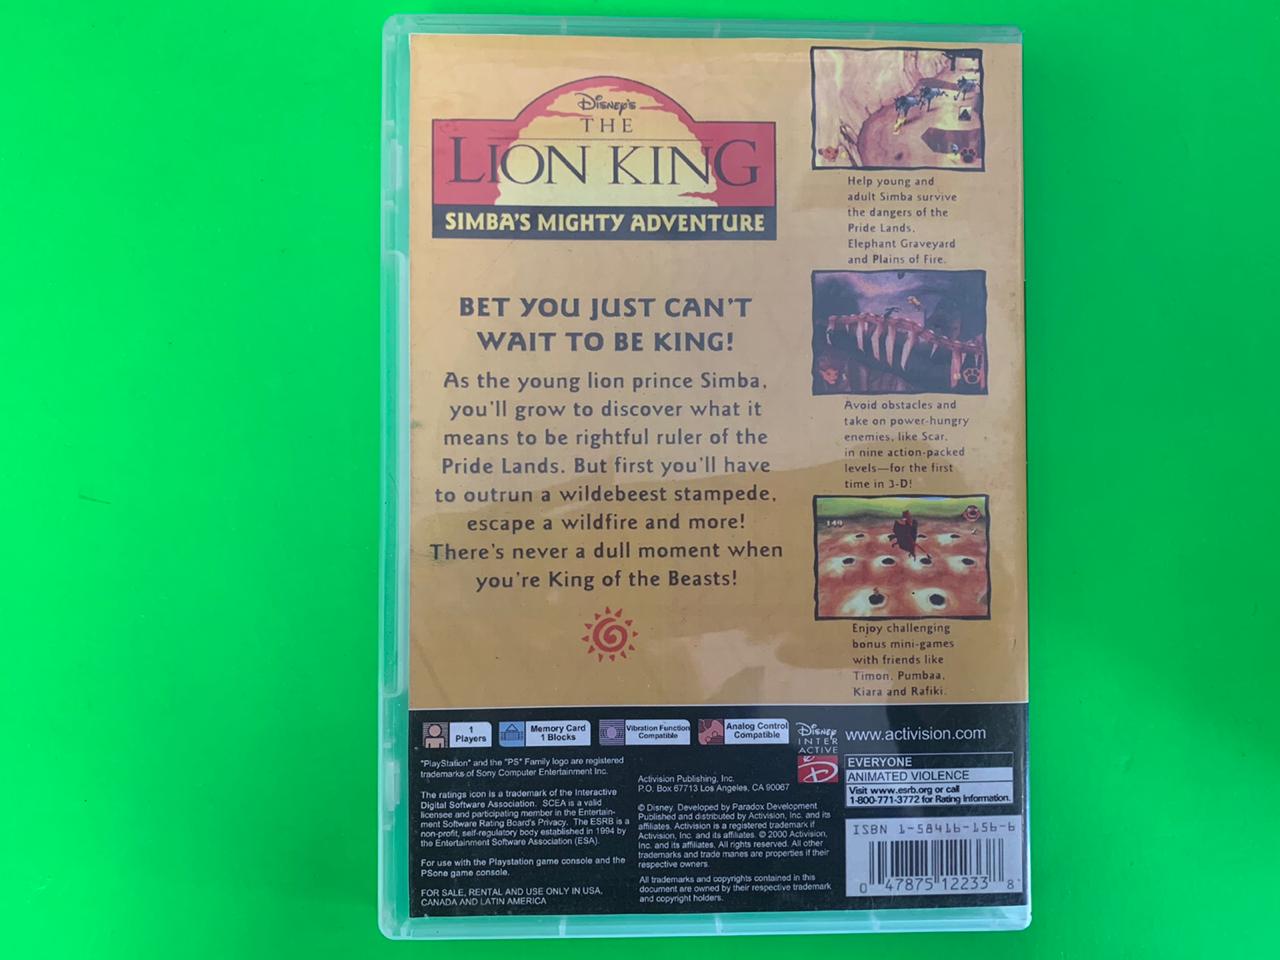 Disney's
THE
LION KING
SIMBA'S MIGHTY ADVENTURE
BET YOU JUST CAN'T
WAIT TO BE KING!
As the young lion prince Simba,
you'll grow to discover what it
means to be rightful ruler of the
Pride Lands. But first you'll have
to outrun a wildebeest stampede,
escape a wildfire and more!
There's never a dull moment when
you're King of the Beasts!
Help young and
adult Simba survive
the dangers of the
Pride Lands,
Elephant Graveyard
and Plains of Fire.
Avoid obstacles and
take on power-hungry
enemies, like Scar,
in nine action-packed
levels—for the first
time in 3-D!
140
Enjoy challenging
bonus mini-games
with friends like
Timon, Pumbaa,
Kiara and Rafiki.
1
Players
Memory Card
1 Blocks
Vibration Function
Compatible
Analog Control
Compatible
Disney
INTER
ACTIVE
D
www.activision.com
"PlayStation" and the "PS" Family logo are registered
trademarks of Sony Computer Entertainment Inc.
The ratings icon is a trademark of the Interactive
Digital Software Association. SCEA is a valid
licensee and participating member in the Entertain-
ment Software Rating Board's Privacy. The ESRB is a
non-profit, self-regulatory body established in 1994 by
the Entertainment Software Association (ESA).
For use with the Playstation game console and the
PSone game console.
FOR SALE, RENTAL AND USE ONLY IN USA,
CANADA AND LATIN AMERICA
Activision Publishing, Inc.
P.O. Box 67713 Los Angeles, CA 90067
© Disney. Developed by Paradox Development
Published and distributed by Activision, Inc. and its
affiliates. Activision is a registered trademark if
Activision, Inc. and its affiliates. © 2000 Activision,
Inc. and its affiliates. All rights reserved. All other
trademarks and trade manes are properties if their
respective owners.
All trademarks and copyrights contained in this
document are owned by their respective trademark
and copyright holders.
EVERYONE
ANIMATED VIOLENCE
Visit www.esrb.org or call
1-800-771-3772 for Rating Information.
ISBN 1-58416-156-6
0 47875 12233 8